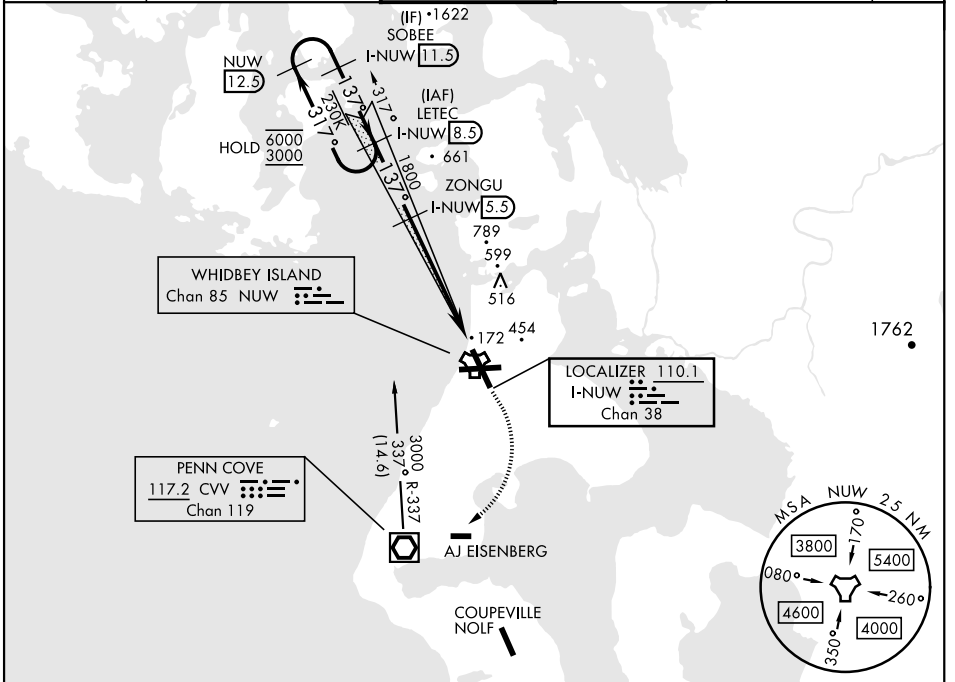 (IF) 1622
SOBEE
I-NUW 11.5
NUW
12.5
137°
317°
(IAF)
LETEC
I-NUW 8.5
230K
317°
HOLD 6000
3000
661
1800
137°
ZONGU
I-NUW 5.5
789
599
516
WHIDBEY ISLAND
Chan 85 NUW
172 454
1762
LOCALIZER 110.1
I-NUW
Chan 38
3000
337° R-337
(14.6)
PENN COVE
117.2 CVV
Chan 119
AJ EISENBERG
COUPEVILLE
NOLF
MSA NUW 25 NM
170°
3800
5400
080°
260°
4600
4000
350°